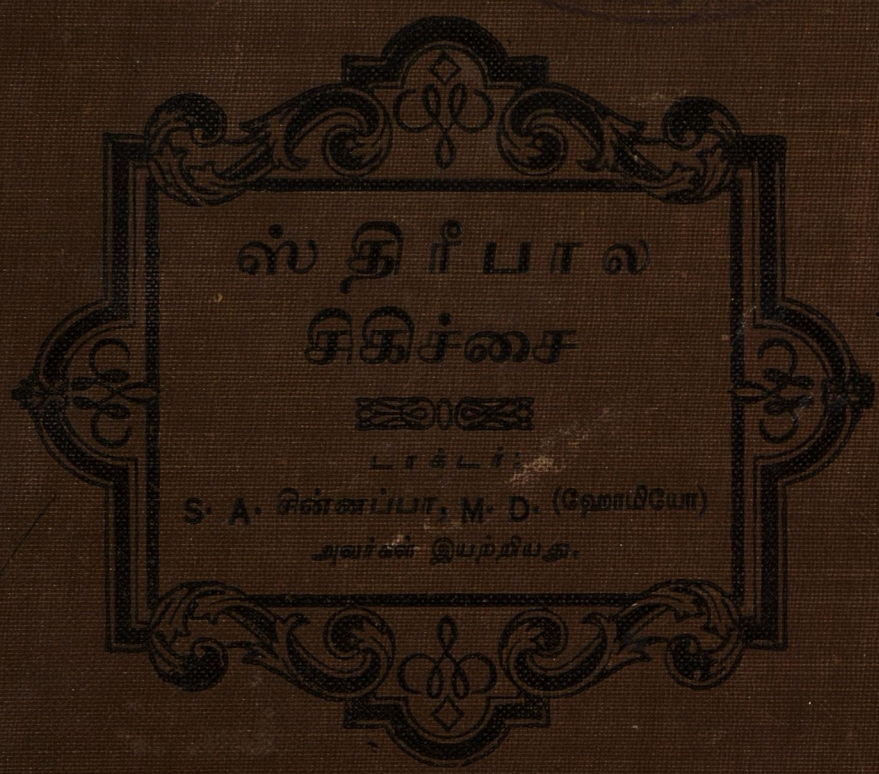 ஸ்திரீபால
சிகிச்சை
டாக்டர்:
S. A. சின்னப்பா, M. D. (ஹோமியோ)
அவர்கள் இயற்றியது.